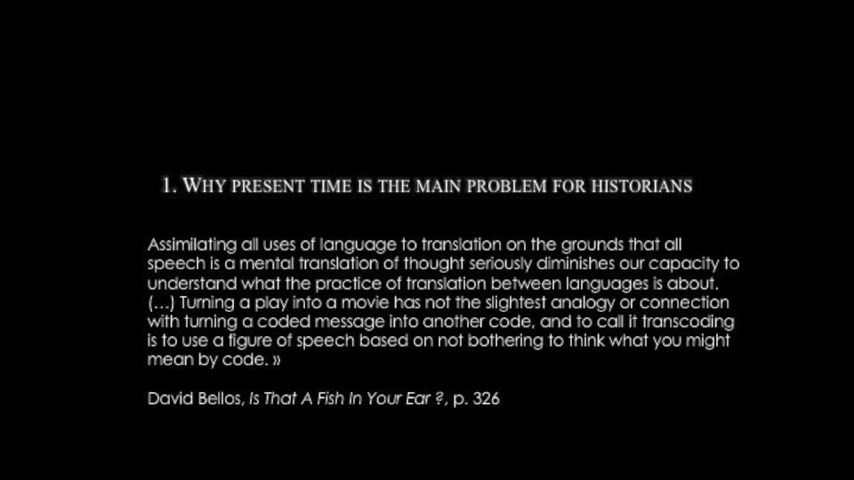 1. WHY PRESENT TIME IS THE MAIN PROBLEM FOR HISTORIANS
Assimilating all uses of language to translation on the grounds that all
speech is a mental translation of thought seriously diminishes our capacity to
understand what the practice of translation between languages is about.
(...) Turning a play into a movie has not the slightest analogy or connection
with turning a coded message into another code, and to call it transcoding
is to use a figure of speech based on not bothering to think what you might
mean by code. »
David Bellos, Is That A Fish In Your Ear ?, p. 326